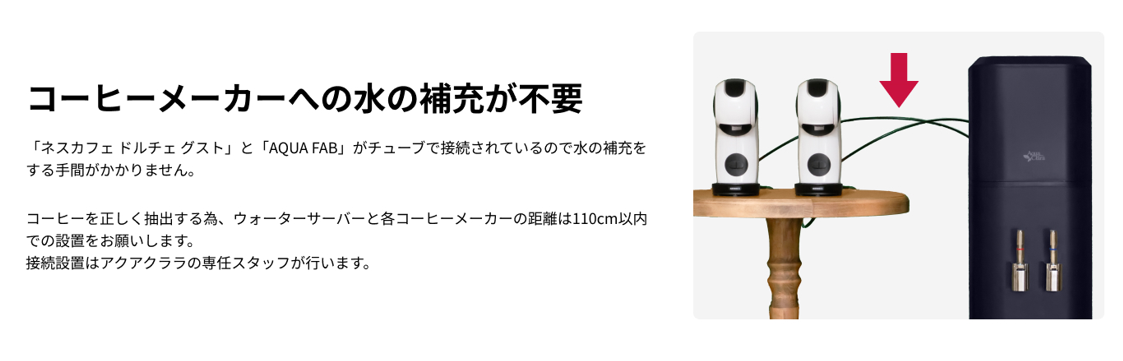 コーヒーメーカーへの水の補充が不要
「ネスカフェ ドルチェ グスト」と「AQUA FAB」がチューブで接続されているので水の補充を
する手間がかかりません。
コーヒーを正しく抽出する為、ウォーターサーバーと各コーヒーメーカーの距離は110cm以内
での設置をお願いします。
接続設置はアクアクララの専任スタッフが行います。